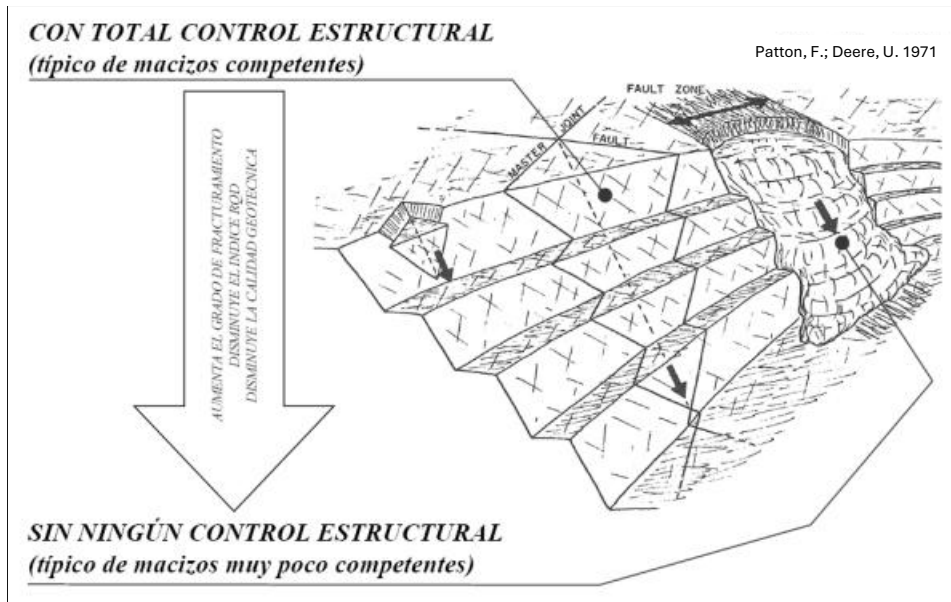 CON TOTAL CONTROL ESTRUCTURAL
(típico de macizos competentes)
Patton, F.; Deere, U. 1971
FAULT ZONE
JOINT
FAULT
MASTER
AUMENTA EL GRADO DE FRACTURAMIENTO
DISMINUYE EL INDICE RQD
DISMINUYE LA CALIDAD GEOTECNICA
SIN NINGÚN CONTROL ESTRUCTURAL
(típico de macizos muy poco competentes)